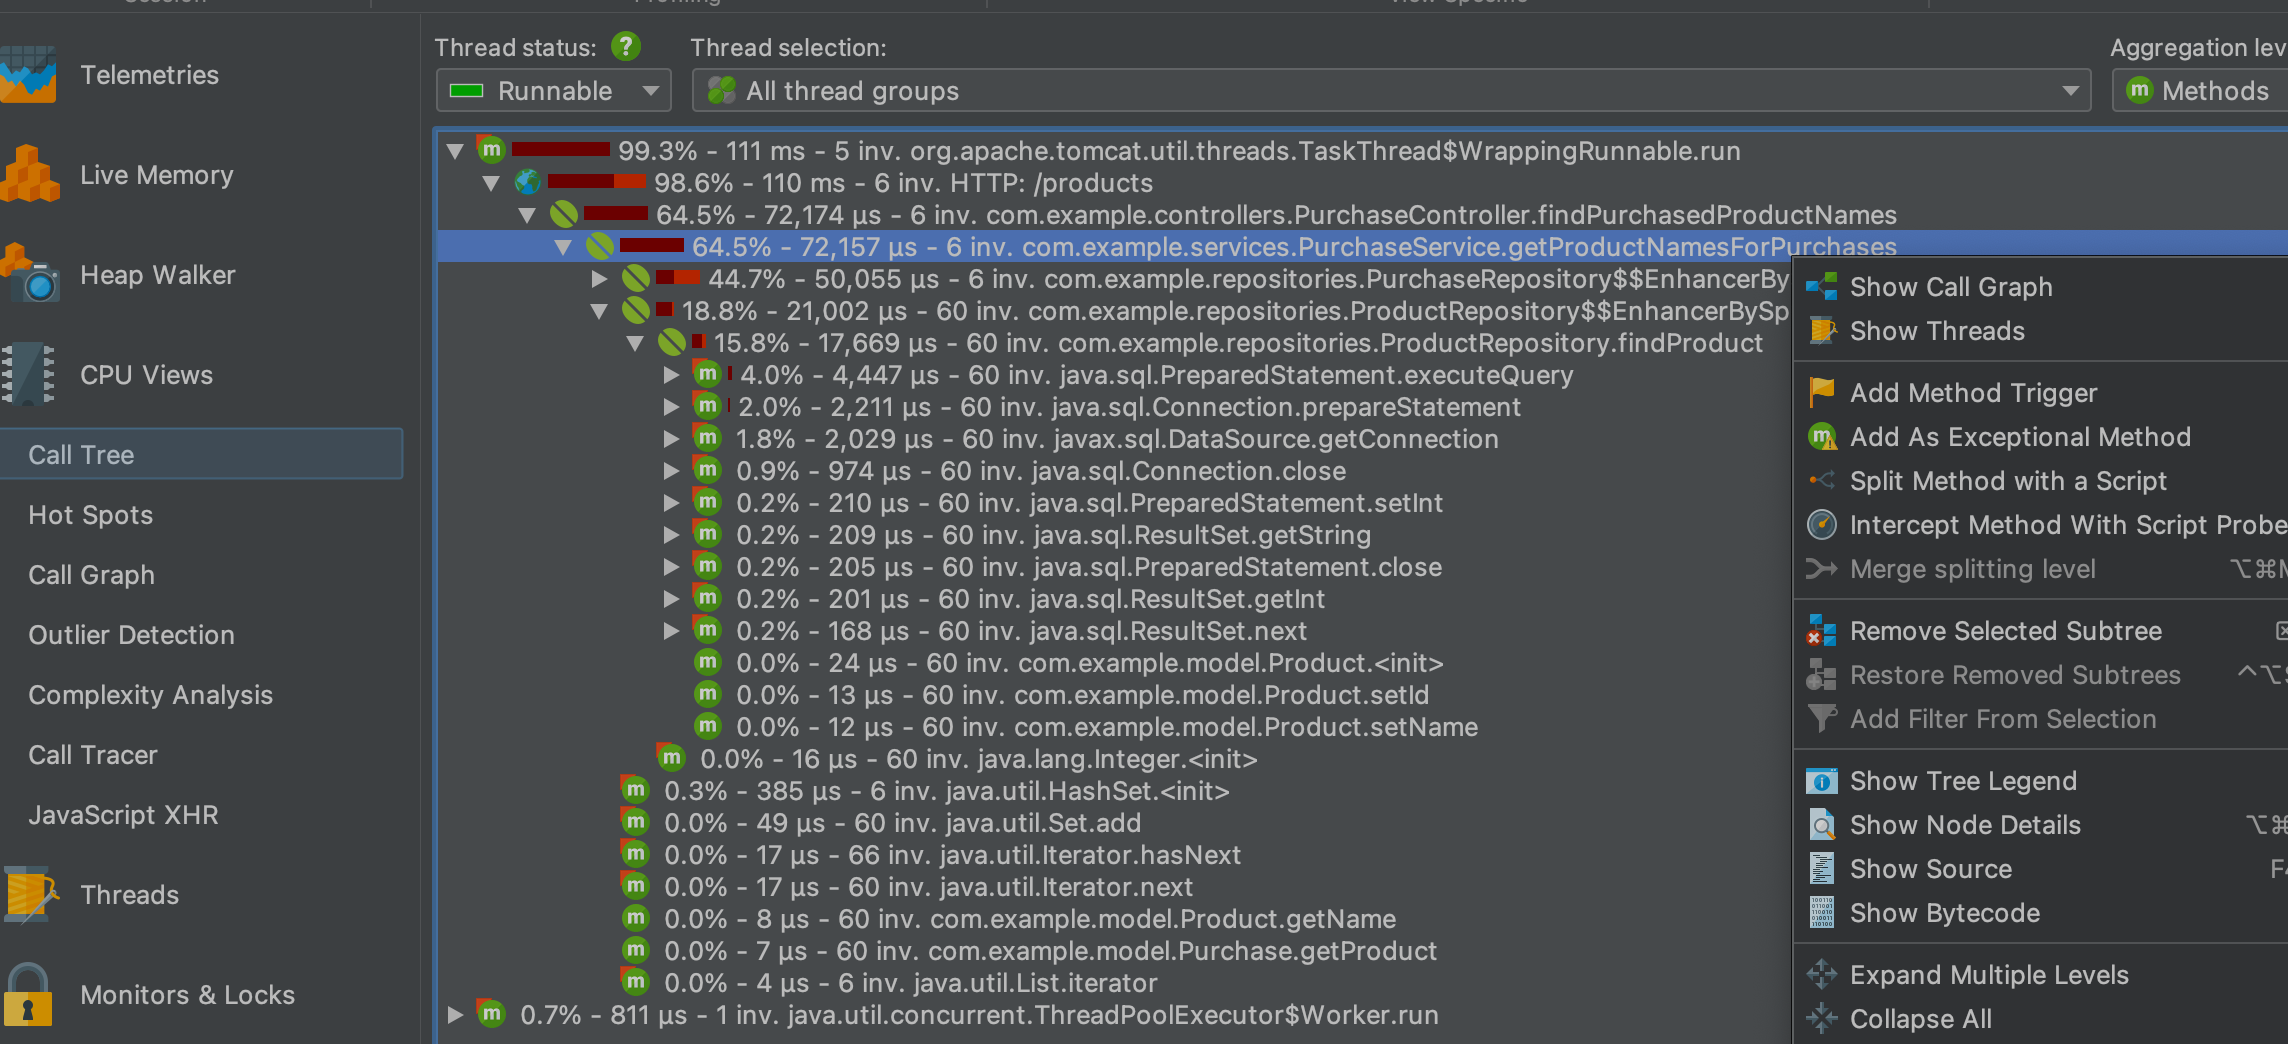 Thread status: ?
Thread selection:
Aggregation lev
Runnable
All thread groups
m Methods
Telemetries
Live Memory
Heap Walker
CPU Views
Call Tree
Hot Spots
Call Graph
Outlier Detection
Complexity Analysis
Call Tracer
JavaScript XHR
Threads
Monitors & Locks
m 99.3% - 111 ms - 5 inv. org.apache.tomcat.util.threads.TaskThread$WrappingRunnable.run
98.6% - 110 ms - 6 inv. HTTP: /products
64.5% - 72,174 µs - 6 inv. com.example.controllers.PurchaseController.findPurchasedProductNames
64.5% - 72,157 µs - 6 inv. com.example.services.PurchaseService.getProductNamesForPurchases
44.7% - 50,055 µs - 6 inv. com.example.repositories.PurchaseRepository$$EnhancerBy
18.8% - 21,002 µs - 60 inv. com.example.repositories.ProductRepository$$EnhancerBySp
15.8% - 17,669 µs - 60 inv. com.example.repositories.ProductRepository.findProduct
m 4.0% - 4,447 µs - 60 inv. java.sql.PreparedStatement.executeQuery
m 2.0% - 2,211 µs - 60 inv. java.sql.Connection.prepareStatement
m 1.8% - 2,029 µs - 60 inv. javax.sql.DataSource.getConnection
m 0.9% - 974 µs - 60 inv. java.sql.Connection.close
m 0.2% - 210 µs - 60 inv. java.sql.PreparedStatement.setInt
m 0.2% - 209 µs - 60 inv. java.sql.ResultSet.getString
m 0.2% - 205 µs - 60 inv. java.sql.PreparedStatement.close
m 0.2% - 201 µs - 60 inv. java.sql.ResultSet.getInt
m 0.2% - 168 µs - 60 inv. java.sql.ResultSet.next
m 0.0% - 24 µs - 60 inv. com.example.model.Product.<init>
m 0.0% - 13 µs - 60 inv. com.example.model.Product.setId
m 0.0% - 12 µs - 60 inv. com.example.model.Product.setName
m 0.0% - 16 µs - 60 inv. java.lang.Integer.<init>
m 0.3% - 385 µs - 6 inv. java.util.HashSet.<init>
m 0.0% - 49 µs - 60 inv. java.util.Set.add
m 0.0% - 17 µs - 66 inv. java.util.Iterator.hasNext
m 0.0% - 17 µs - 60 inv. java.util.Iterator.next
m 0.0% - 8 µs - 60 inv. com.example.model.Product.getName
m 0.0% - 7 µs - 60 inv. com.example.model.Purchase.getProduct
m 0.0% - 4 µs - 6 inv. java.util.List.iterator
m 0.7% - 811 µs - 1 inv. java.util.concurrent.ThreadPoolExecutor$Worker.run
Show Call Graph
Show Threads
Add Method Trigger
Add As Exceptional Method
Split Method with a Script
Intercept Method With Script Probe
Merge splitting level ⌥⌘M
Remove Selected Subtree
Restore Removed Subtrees ^⌥S
Add Filter From Selection
Show Tree Legend
Show Node Details ⌥⌘
Show Source F4
Show Bytecode
Expand Multiple Levels
Collapse All